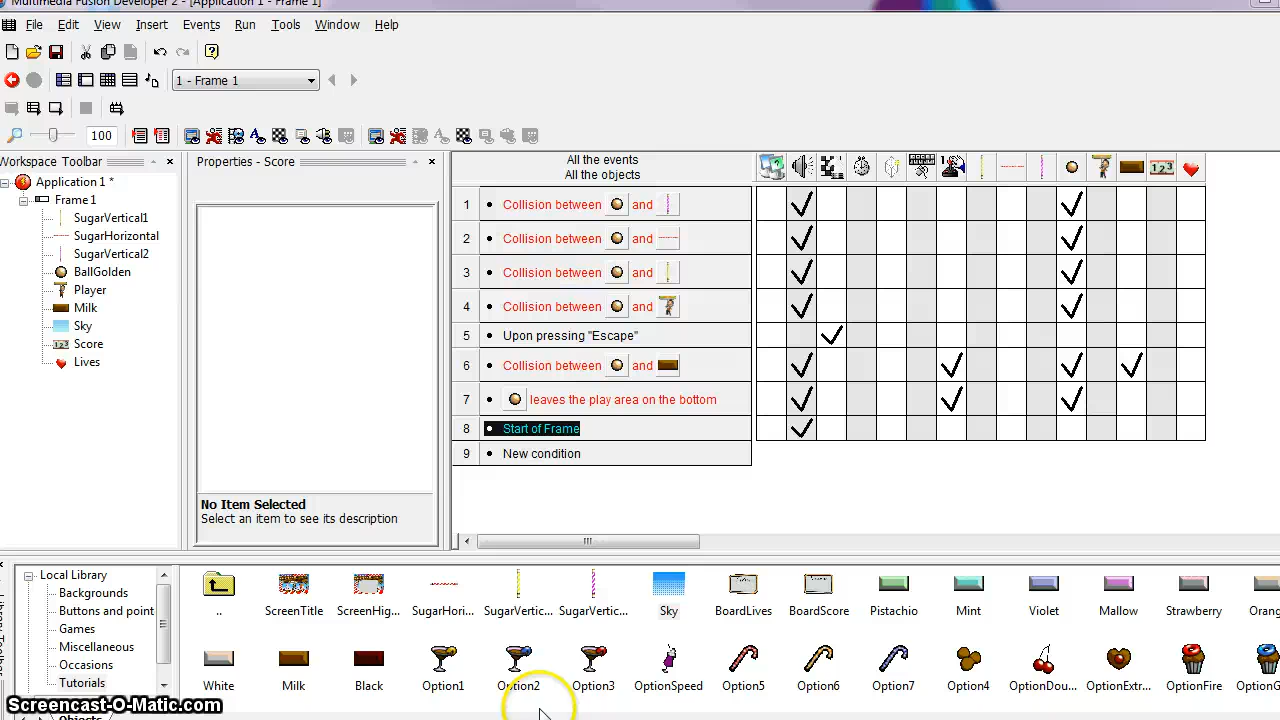 Multimedia Fusion Developer 2 - [Application 1 - Frame 1]
File Edit View Insert Events Run Tools Window Help
1 - Frame 1
100
Workspace Toolbar
Application 1 *
Frame 1
SugarVertical1
SugarHorizontal
SugarVertical2
BallGolden
Player
Milk
Sky
Score
Lives
Properties - Score
No Item Selected
Select an item to see its description
All the events
All the objects
1 • Collision between and
2 • Collision between and
3 • Collision between and
4 • Collision between and
5 • Upon pressing "Escape"
6 • Collision between and
7 • leaves the play area on the bottom
8 • Start of Frame
9 • New condition
Local Library
Backgrounds
Buttons and point
Games
Miscellaneous
Occasions
Tutorials
.. ScreenTitle ScreenHig... SugarHori... SugarVertic... SugarVertic... Sky BoardLives BoardScore Pistachio Mint Violet Mallow Strawberry Oran
White Milk Black Option1 Option2 Option3 OptionSpeed Option5 Option6 Option7 Option4 OptionDou... OptionExtr... OptionFire Option
Screencast-O-Matic.com
Objects